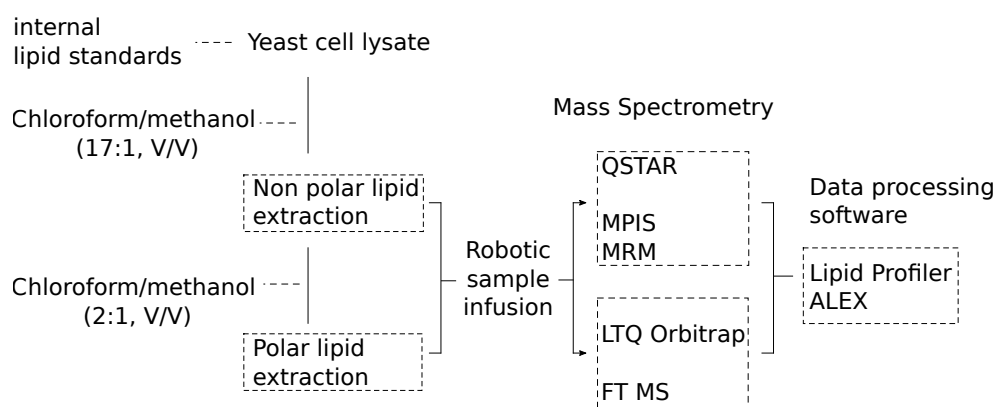 internal
lipid standards
Yeast cell lysate
Chloroform/methanol
(17:1, V/V)
Non polar lipid
extraction
Chloroform/methanol
(2:1, V/V)
Polar lipid
extraction
Robotic
sample
infusion
Mass Spectrometry
QSTAR
MPIS
MRM
LTQ Orbitrap
FT MS
Data processing
software
Lipid Profiler
ALEX